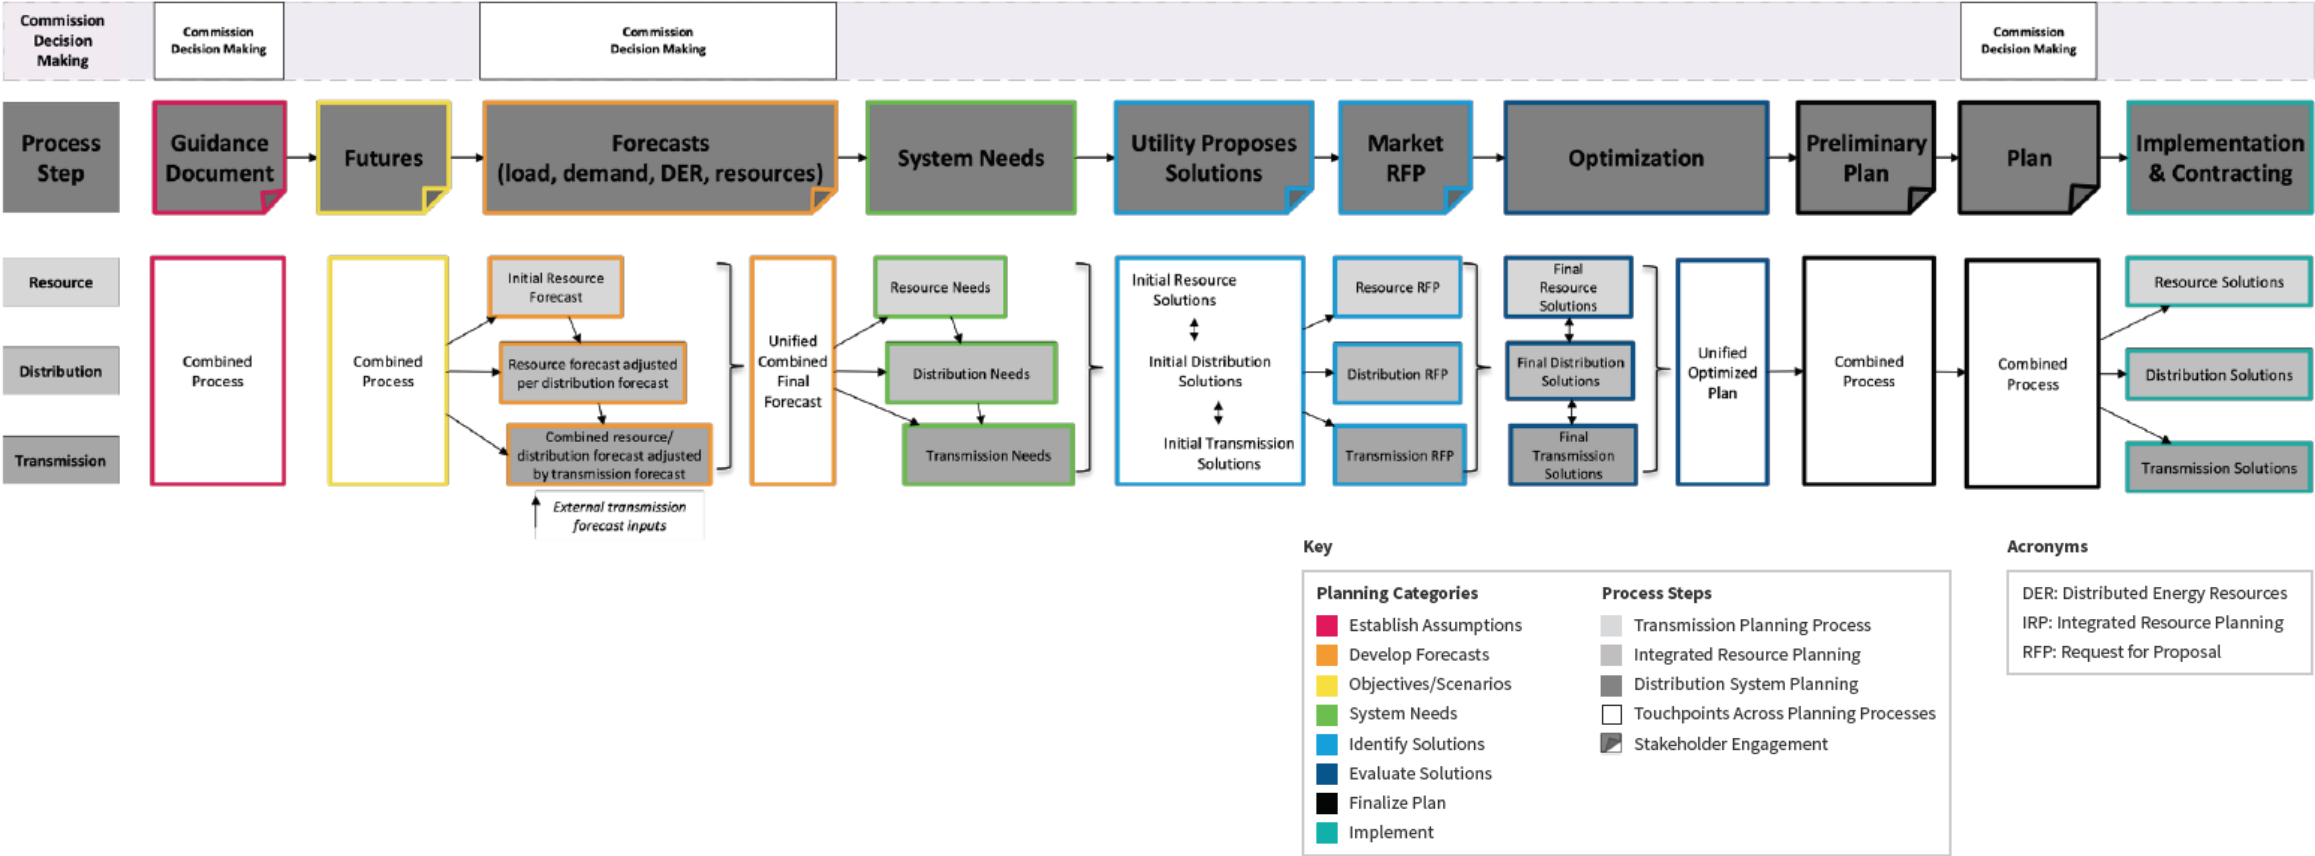 Commission
Decision
Making
Commission
Decision Making
Commission
Decision Making
Commission
Decision Making
Process
Step
Guidance
Document
Futures
Forecasts
(load, demand, DER, resources)
System Needs
Utility Proposes
Solutions
Market
RFP
Optimization
Preliminary
Plan
Plan
Implementation
& Contracting
Resource
Distribution
Transmission
Combined
Process
Combined
Process
Initial Resource
Forecast
Resource forecast adjusted
per distribution forecast
Combined resource/
distribution forecast adjusted
by transmission forecast
External transmission
forecast inputs
Unified
Combined
Final
Forecast
Resource Needs
Distribution Needs
Transmission Needs
Initial Resource
Solutions
Initial Distribution
Solutions
Initial Transmission
Solutions
Resource RFP
Distribution RFP
Transmission RFP
Final
Resource
Solutions
Final Distribution
Solutions
Final
Transmission
Solutions
Unified
Optimized
Plan
Combined
Process
Combined
Process
Resource Solutions
Distribution Solutions
Transmission Solutions
Key
Planning Categories
Establish Assumptions
Develop Forecasts
Objectives/Scenarios
System Needs
Identify Solutions
Evaluate Solutions
Finalize Plan
Implement
Process Steps
Transmission Planning Process
Integrated Resource Planning
Distribution System Planning
Touchpoints Across Planning Processes
Stakeholder Engagement
Acronyms
DER: Distributed Energy Resources
IRP: Integrated Resource Planning
RFP: Request for Proposal